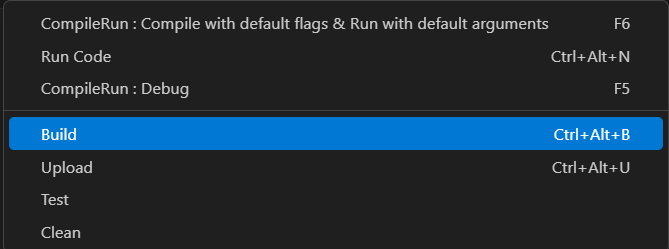 CompileRun : Compile with default flags & Run with default arguments F6
Run Code Ctrl+Alt+N
CompileRun : Debug F5
Build Ctrl+Alt+B
Upload Ctrl+Alt+U
Test
Clean